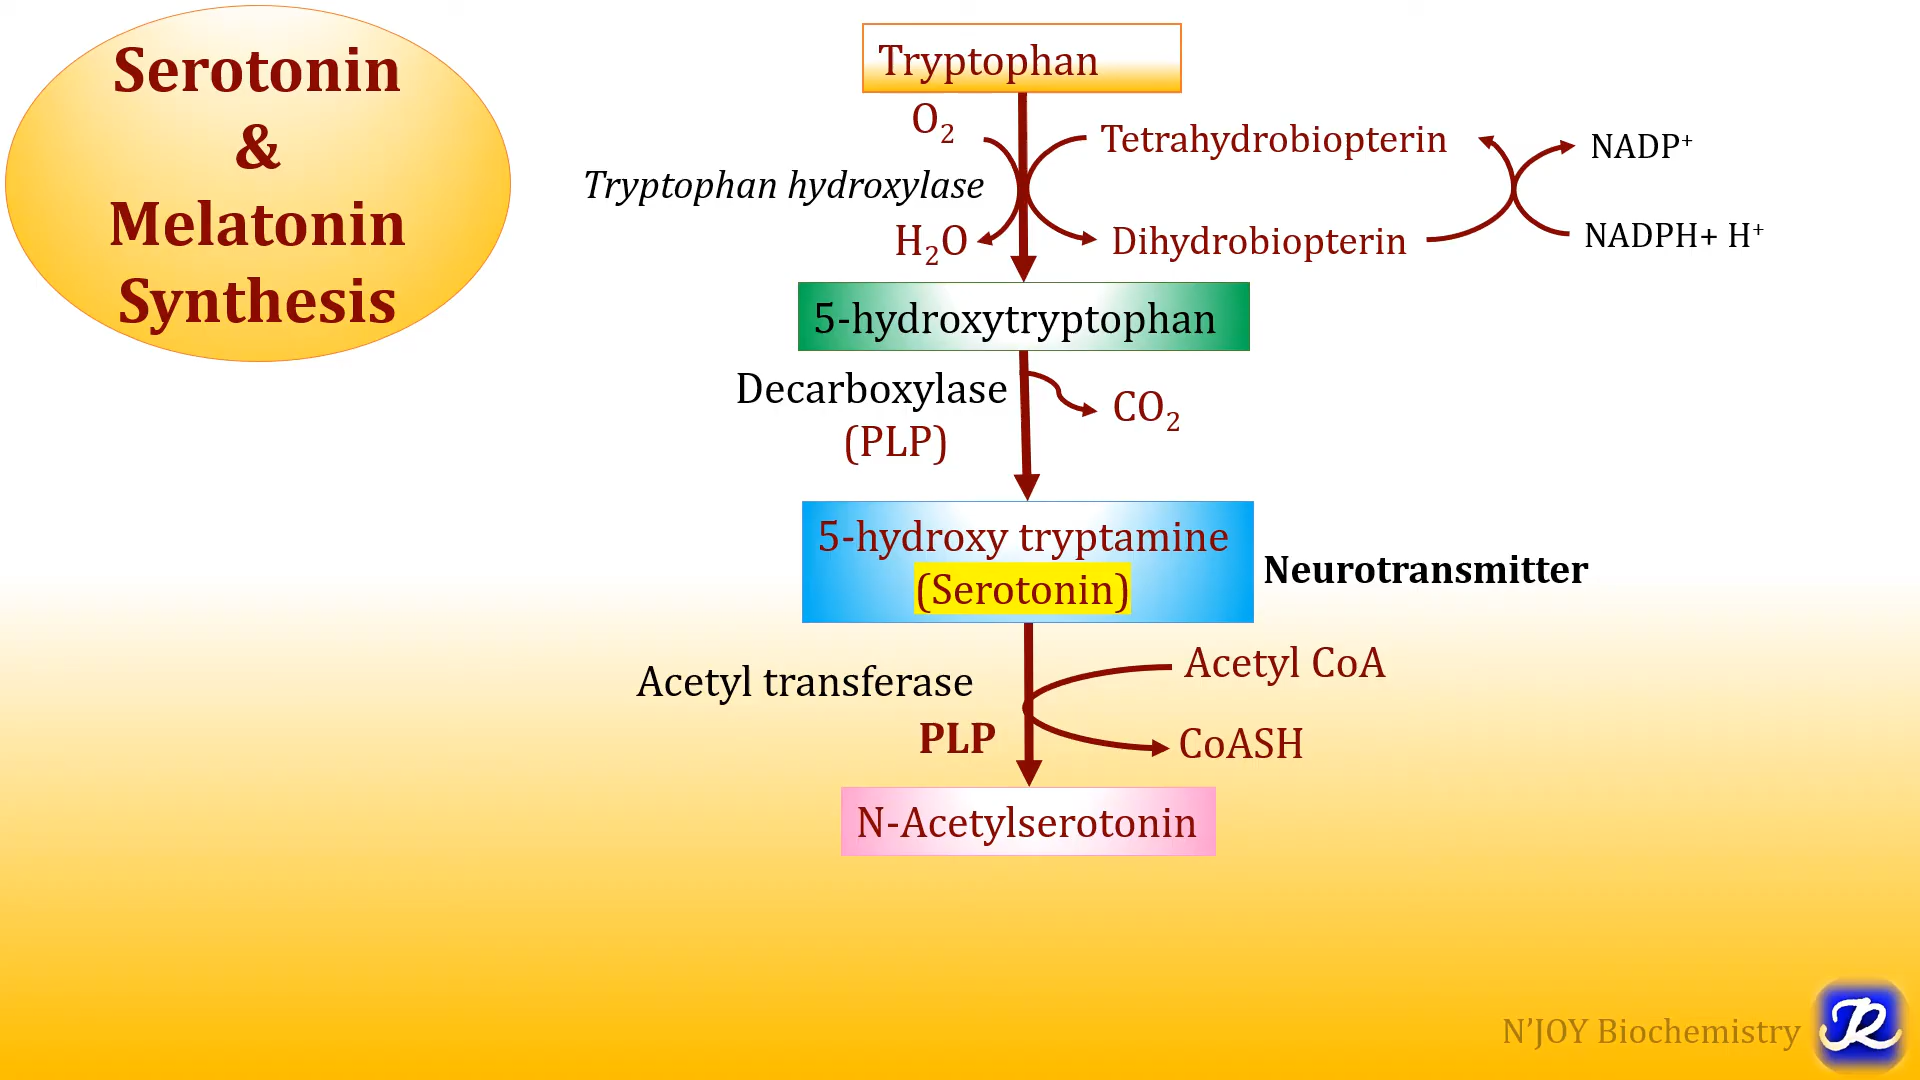 Serotonin
&
Melatonin
Synthesis
Tryptophan
O₂
Tetrahydrobiopterin
NADP⁺
Tryptophan hydroxylase
H₂O
Dihydrobiopterin
NADPH+ H⁺
5-hydroxytryptophan
Decarboxylase
(PLP)
CO₂
5-hydroxy tryptamine
(Serotonin)
Neurotransmitter
Acetyl transferase
PLP
Acetyl CoA
CoASH
N-Acetylserotonin
N'JOY Biochemistry